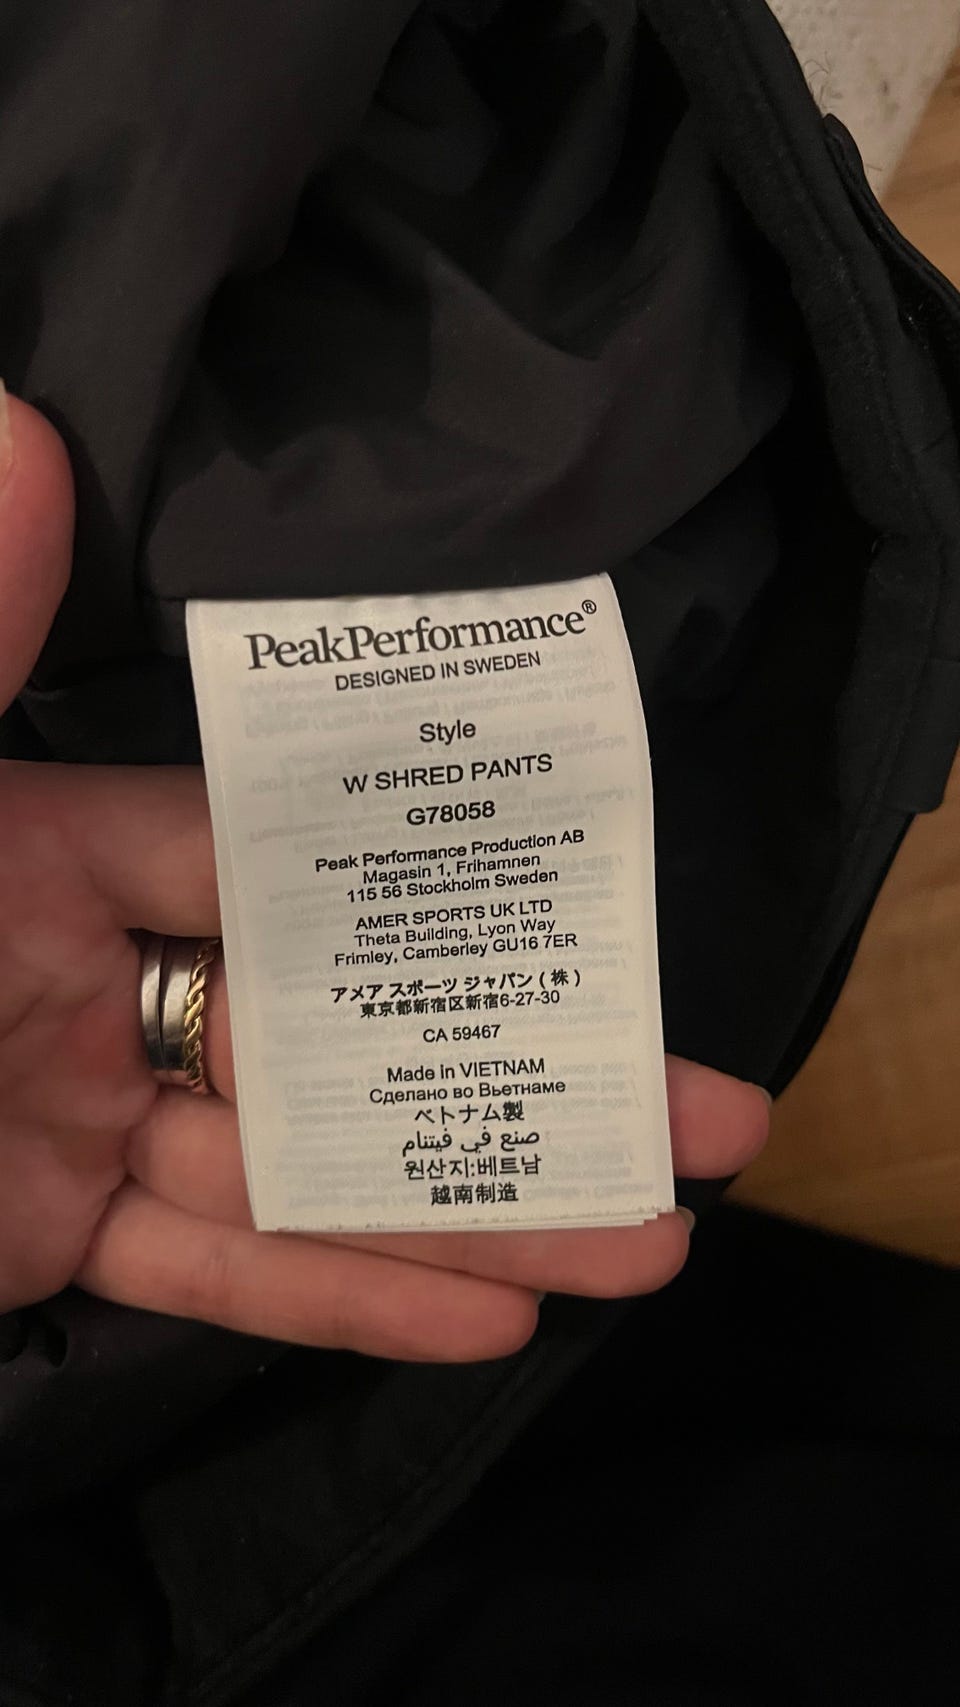 PeakPerformance®
DESIGNED IN SWEDEN
Style
W SHRED PANTS
G78058
Peak Performance Production AB
Magasin 1, Frihamnen
115 56 Stockholm Sweden
AMER SPORTS UK LTD
Theta Building, Lyon Way
Frimley, Camberley GU16 7ER
アメア スポーツ ジャパン ( 株 )
東京都新宿区新宿6-27-30
CA 59467
Made in VIETNAM
Сделано во Вьетнаме
ベトナム製
صنع في فيتنام
원산지:베트남
越南制造